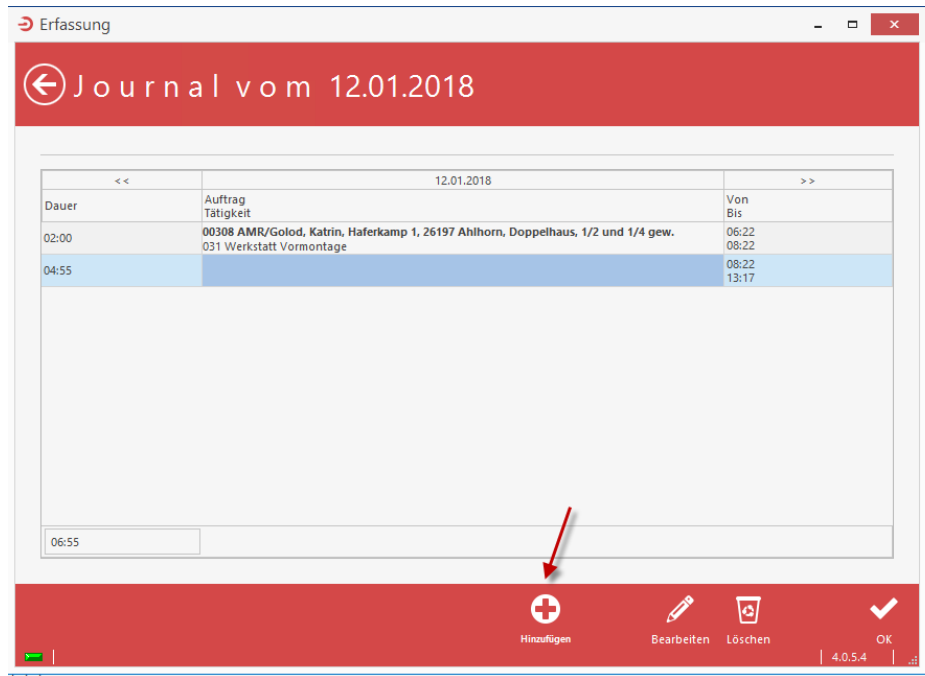 Erfassung
Journal vom 12.01.2018
<< 12.01.2018 >>
Dauer
Auftrag
Tätigkeit
Von
Bis
02:00
00308 AMR/Golod, Katrin, Haferkamp 1, 26197 Ahlhorn, Doppelhaus, 1/2 und 1/4 gew.
031 Werkstatt Vormontage
06:22
08:22
04:55
08:22
13:17
06:55
Hinzufügen Bearbeiten Löschen OK
4.0.5.4